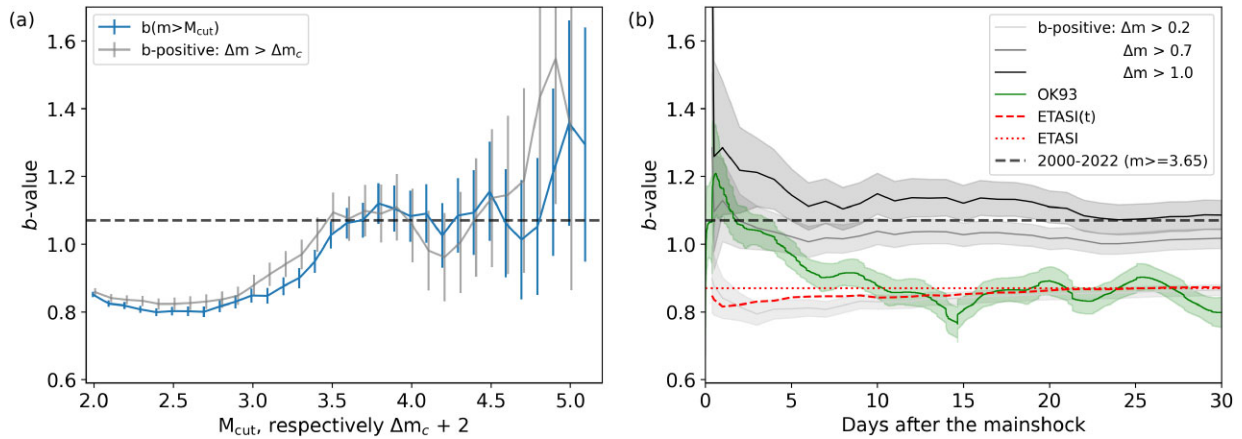 (a)
b(m>Mcut)
b-positive: Δm > Δmc
b-value
1.6
1.4
1.2
1.0
0.8
0.6
2.0 2.5 3.0 3.5 4.0 4.5 5.0
Mcut, respectively Δmc + 2
(b)
b-positive: Δm > 0.2
Δm > 0.7
Δm > 1.0
OK93
ETASI(t)
ETASI
2000-2022 (m>=3.65)
b-value
1.6
1.4
1.2
1.0
0.8
0.6
0 5 10 15 20 25 30
Days after the mainshock